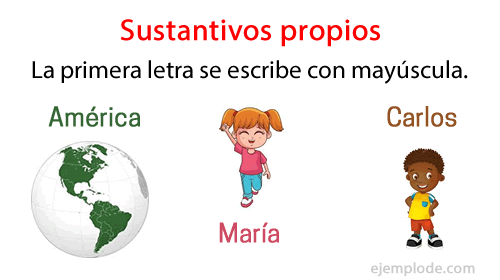 Sustantivos propios
La primera letra se escribe con mayúscula.
América
Carlos
María
ejemplode.com